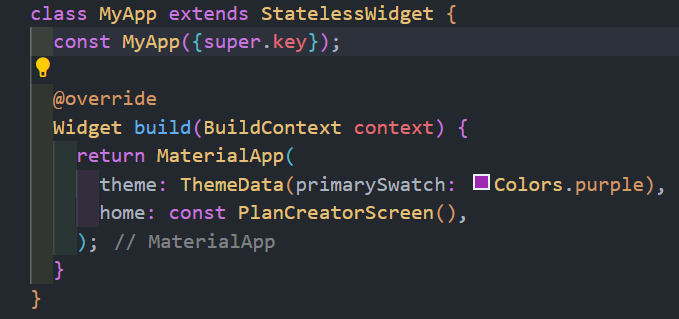 class MyApp extends StatelessWidget {
  const MyApp({super.key});

  @override
  Widget build(BuildContext context) {
    return MaterialApp(
      theme: ThemeData(primarySwatch: Colors.purple),
      home: const PlanCreatorScreen(),
    ); // MaterialApp
  }
}